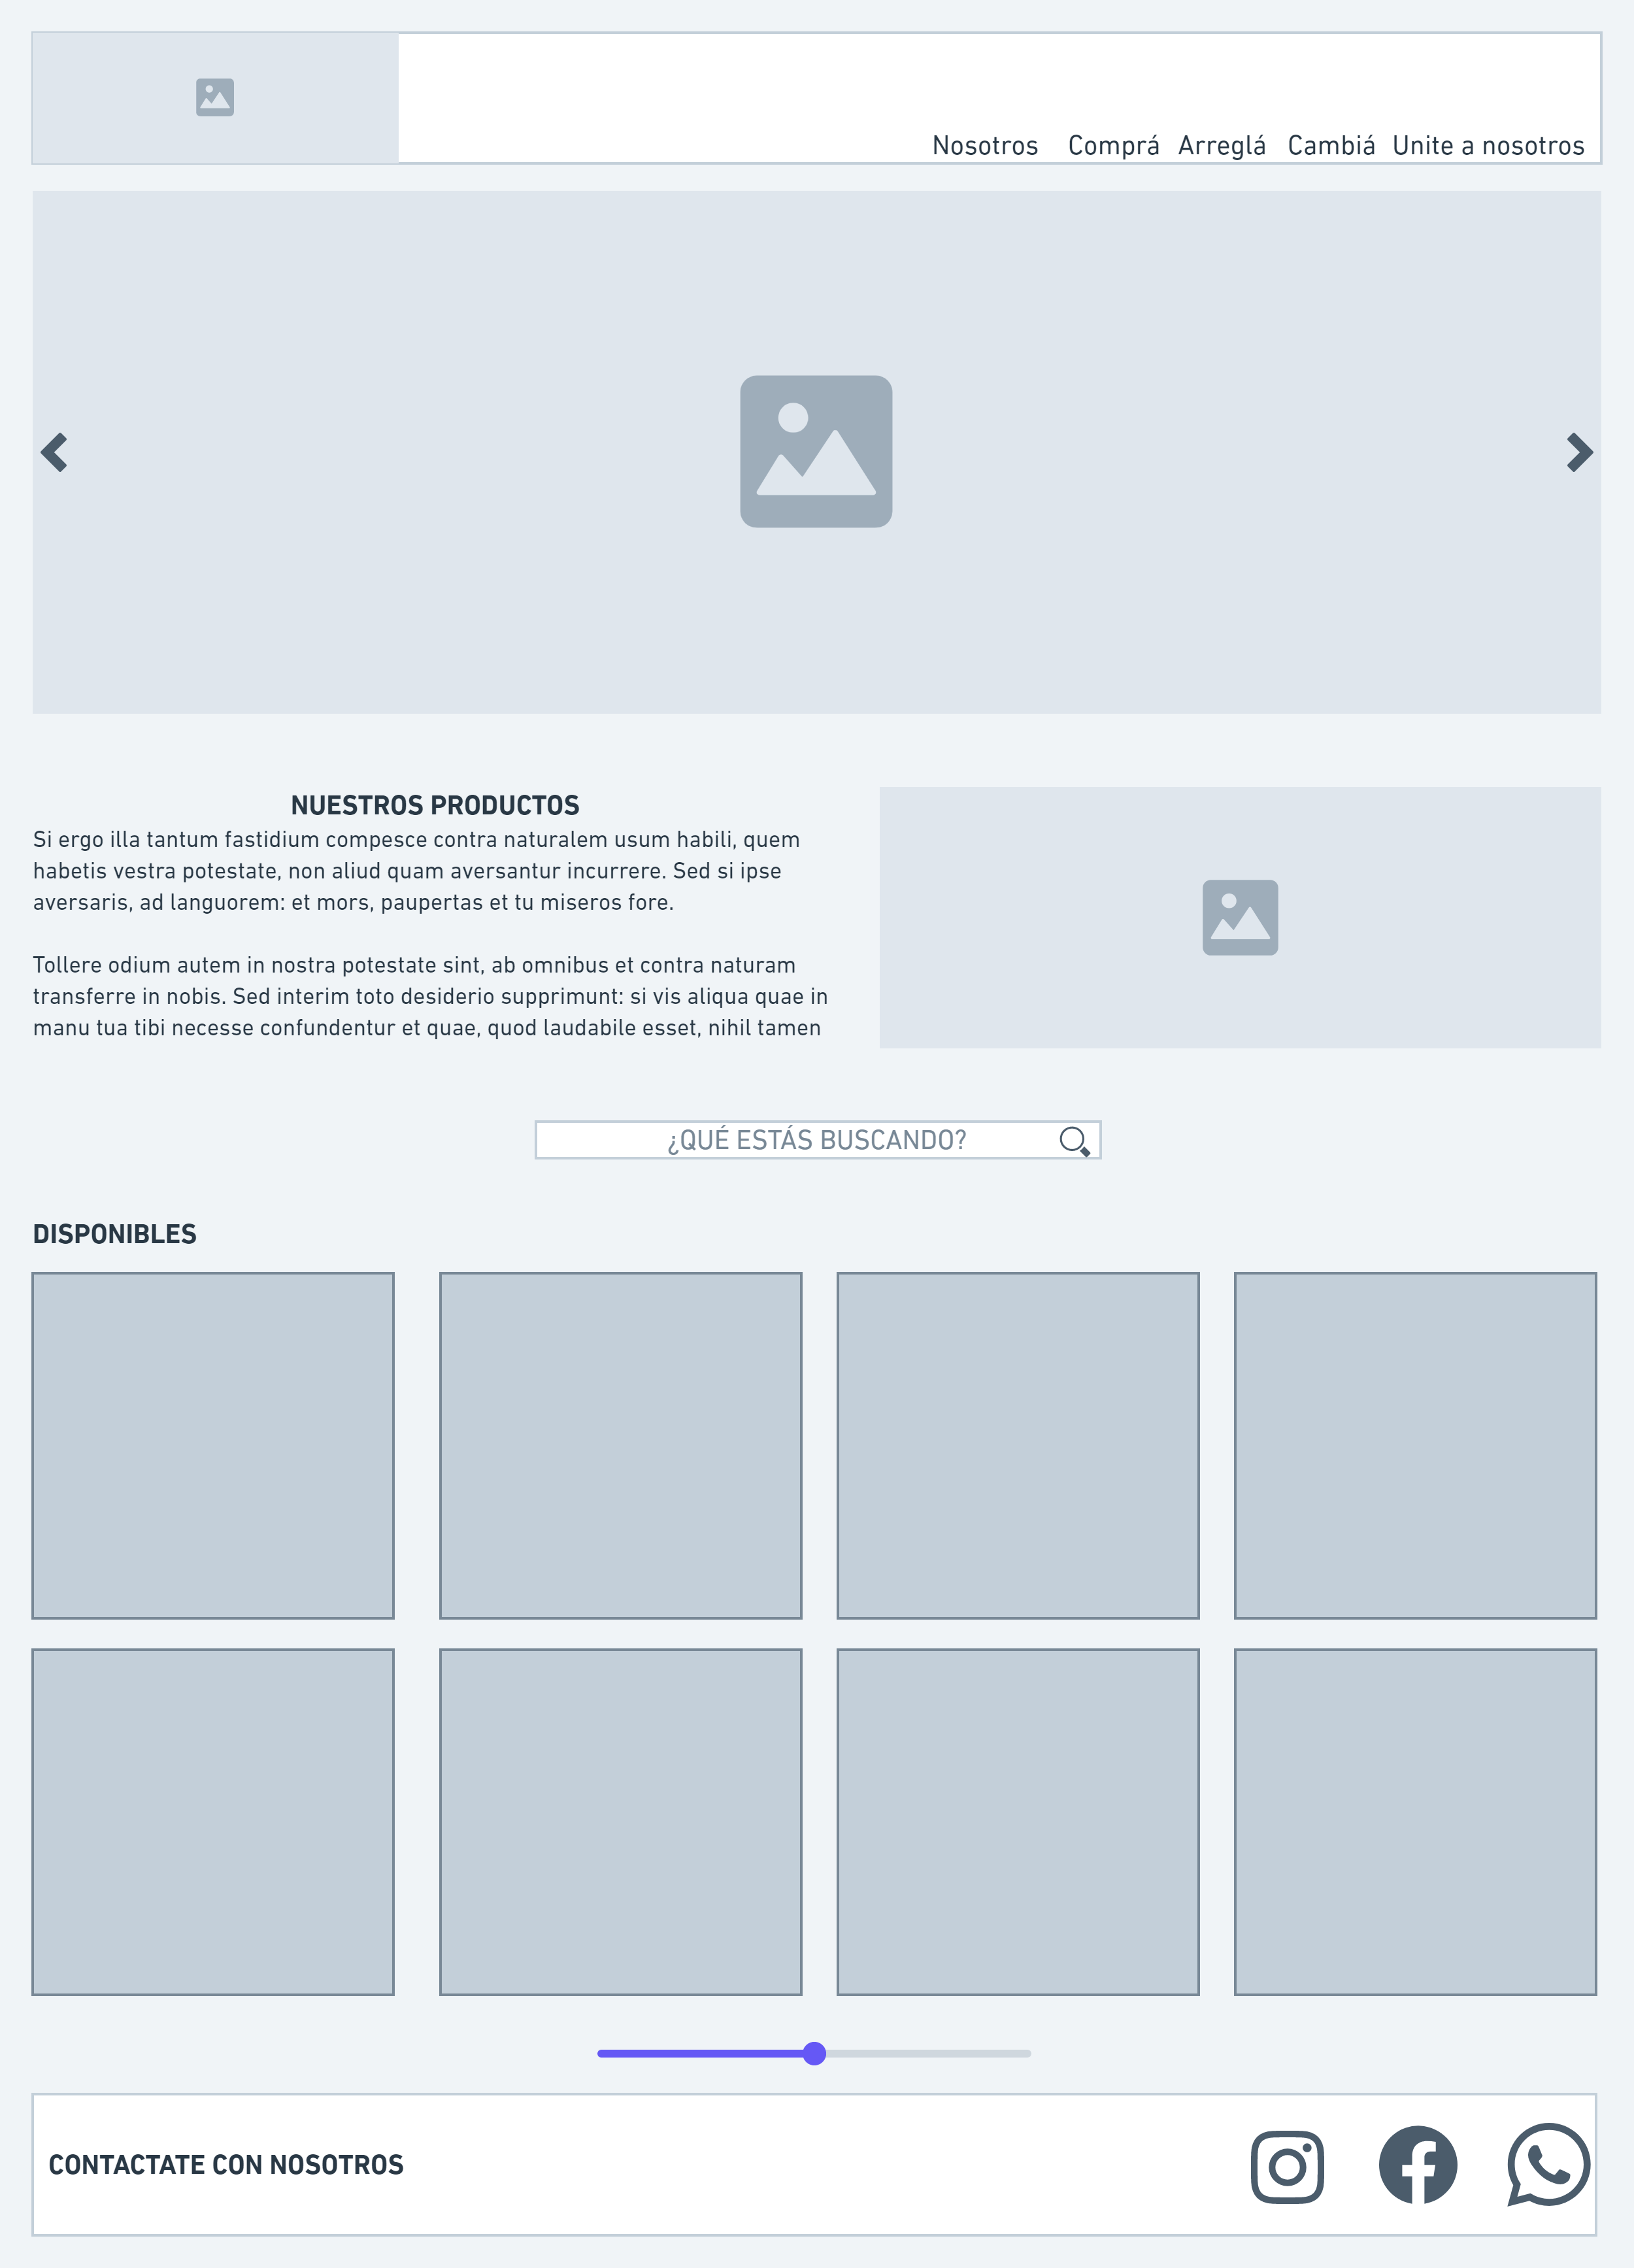 Nosotros Comprá Arreglá Cambiá Unite a nosotros
NUESTROS PRODUCTOS
Si ergo illa tantum fastidium compesce contra naturalem usum habili, quem
habetis vestra potestate, non aliud quam aversantur incurrere. Sed si ipse
aversaris, ad languorem: et mors, paupertas et tu miseros fore.
Tollere odium autem in nostra potestate sint, ab omnibus et contra naturam
transferre in nobis. Sed interim toto desiderio supprimunt: si vis aliqua quae in
manu tua tibi necesse confundentur et quae, quod laudabile esset, nihil tamen
¿QUÉ ESTÁS BUSCANDO?
DISPONIBLES
CONTACTATE CON NOSOTROS